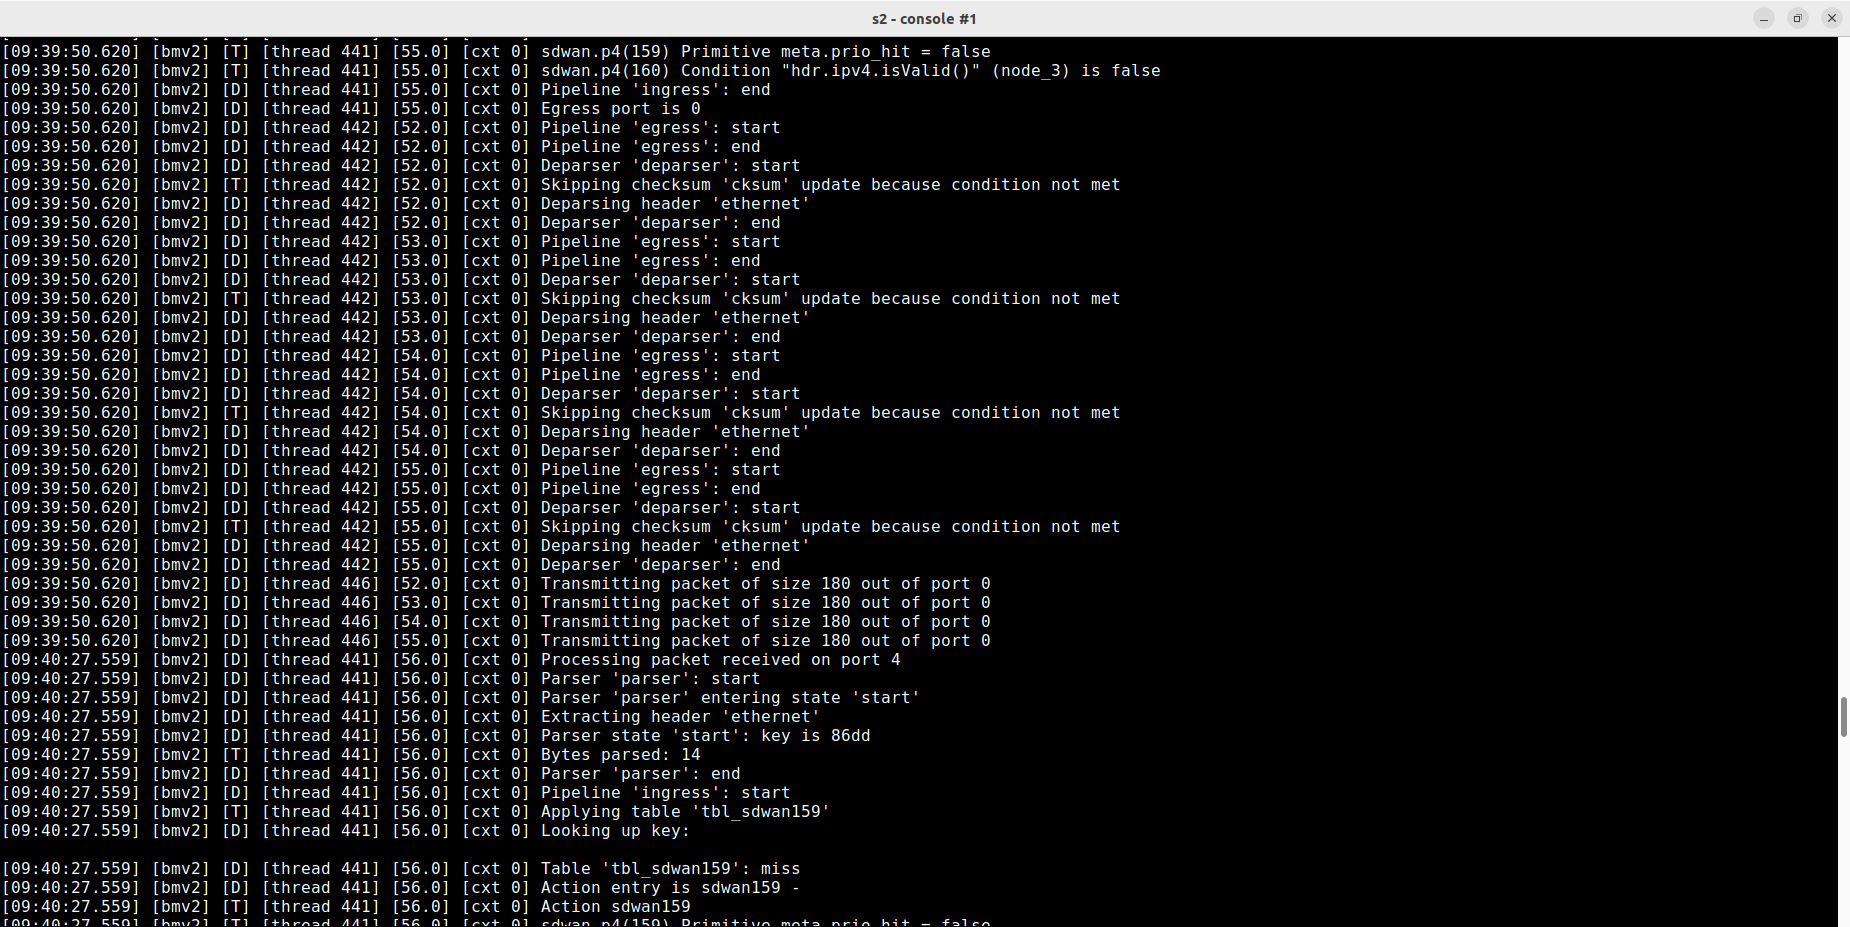 s2 - console #1
[09:39:50.620] [bmv2] [T] [thread 441] [55.0] [cxt 0] sdwan.p4(159) Primitive meta.prio_hit = false
[09:39:50.620] [bmv2] [T] [thread 441] [55.0] [cxt 0] sdwan.p4(160) Condition "hdr.ipv4.isValid()" (node_3) is false
[09:39:50.620] [bmv2] [D] [thread 441] [55.0] [cxt 0] Pipeline 'ingress': end
[09:39:50.620] [bmv2] [D] [thread 441] [55.0] [cxt 0] Egress port is 0
[09:39:50.620] [bmv2] [D] [thread 442] [52.0] [cxt 0] Pipeline 'egress': start
[09:39:50.620] [bmv2] [D] [thread 442] [52.0] [cxt 0] Pipeline 'egress': end
[09:39:50.620] [bmv2] [D] [thread 442] [52.0] [cxt 0] Deparser 'deparser': start
[09:39:50.620] [bmv2] [T] [thread 442] [52.0] [cxt 0] Skipping checksum 'cksum' update because condition not met
[09:39:50.620] [bmv2] [D] [thread 442] [52.0] [cxt 0] Deparsing header 'ethernet'
[09:39:50.620] [bmv2] [D] [thread 442] [52.0] [cxt 0] Deparser 'deparser': end
[09:39:50.620] [bmv2] [D] [thread 442] [53.0] [cxt 0] Pipeline 'egress': start
[09:39:50.620] [bmv2] [D] [thread 442] [53.0] [cxt 0] Pipeline 'egress': end
[09:39:50.620] [bmv2] [D] [thread 442] [53.0] [cxt 0] Deparser 'deparser': start
[09:39:50.620] [bmv2] [T] [thread 442] [53.0] [cxt 0] Skipping checksum 'cksum' update because condition not met
[09:39:50.620] [bmv2] [D] [thread 442] [53.0] [cxt 0] Deparsing header 'ethernet'
[09:39:50.620] [bmv2] [D] [thread 442] [53.0] [cxt 0] Deparser 'deparser': end
[09:39:50.620] [bmv2] [D] [thread 442] [54.0] [cxt 0] Pipeline 'egress': start
[09:39:50.620] [bmv2] [D] [thread 442] [54.0] [cxt 0] Pipeline 'egress': end
[09:39:50.620] [bmv2] [D] [thread 442] [54.0] [cxt 0] Deparser 'deparser': start
[09:39:50.620] [bmv2] [T] [thread 442] [54.0] [cxt 0] Skipping checksum 'cksum' update because condition not met
[09:39:50.620] [bmv2] [D] [thread 442] [54.0] [cxt 0] Deparsing header 'ethernet'
[09:39:50.620] [bmv2] [D] [thread 442] [54.0] [cxt 0] Deparser 'deparser': end
[09:39:50.620] [bmv2] [D] [thread 442] [55.0] [cxt 0] Pipeline 'egress': start
[09:39:50.620] [bmv2] [D] [thread 442] [55.0] [cxt 0] Pipeline 'egress': end
[09:39:50.620] [bmv2] [D] [thread 442] [55.0] [cxt 0] Deparser 'deparser': start
[09:39:50.620] [bmv2] [T] [thread 442] [55.0] [cxt 0] Skipping checksum 'cksum' update because condition not met
[09:39:50.620] [bmv2] [D] [thread 442] [55.0] [cxt 0] Deparsing header 'ethernet'
[09:39:50.620] [bmv2] [D] [thread 442] [55.0] [cxt 0] Deparser 'deparser': end
[09:39:50.620] [bmv2] [D] [thread 446] [52.0] [cxt 0] Transmitting packet of size 180 out of port 0
[09:39:50.620] [bmv2] [D] [thread 446] [53.0] [cxt 0] Transmitting packet of size 180 out of port 0
[09:39:50.620] [bmv2] [D] [thread 446] [54.0] [cxt 0] Transmitting packet of size 180 out of port 0
[09:39:50.620] [bmv2] [D] [thread 446] [55.0] [cxt 0] Transmitting packet of size 180 out of port 0
[09:40:27.559] [bmv2] [D] [thread 441] [56.0] [cxt 0] Processing packet received on port 4
[09:40:27.559] [bmv2] [D] [thread 441] [56.0] [cxt 0] Parser 'parser': start
[09:40:27.559] [bmv2] [D] [thread 441] [56.0] [cxt 0] Parser 'parser' entering state 'start'
[09:40:27.559] [bmv2] [D] [thread 441] [56.0] [cxt 0] Extracting header 'ethernet'
[09:40:27.559] [bmv2] [D] [thread 441] [56.0] [cxt 0] Parser state 'start': key is 86dd
[09:40:27.559] [bmv2] [T] [thread 441] [56.0] [cxt 0] Bytes parsed: 14
[09:40:27.559] [bmv2] [D] [thread 441] [56.0] [cxt 0] Parser 'parser': end
[09:40:27.559] [bmv2] [D] [thread 441] [56.0] [cxt 0] Pipeline 'ingress': start
[09:40:27.559] [bmv2] [T] [thread 441] [56.0] [cxt 0] Applying table 'tbl_sdwan159'
[09:40:27.559] [bmv2] [D] [thread 441] [56.0] [cxt 0] Looking up key:
[09:40:27.559] [bmv2] [D] [thread 441] [56.0] [cxt 0] Table 'tbl_sdwan159': miss
[09:40:27.559] [bmv2] [D] [thread 441] [56.0] [cxt 0] Action entry is sdwan159 -
[09:40:27.559] [bmv2] [T] [thread 441] [56.0] [cxt 0] Action sdwan159
[09:40:27.559] [bmv2] [T] [thread 441] [56.0] [cxt 0] sdwan.p4(159) Primitive meta.prio_hit = false